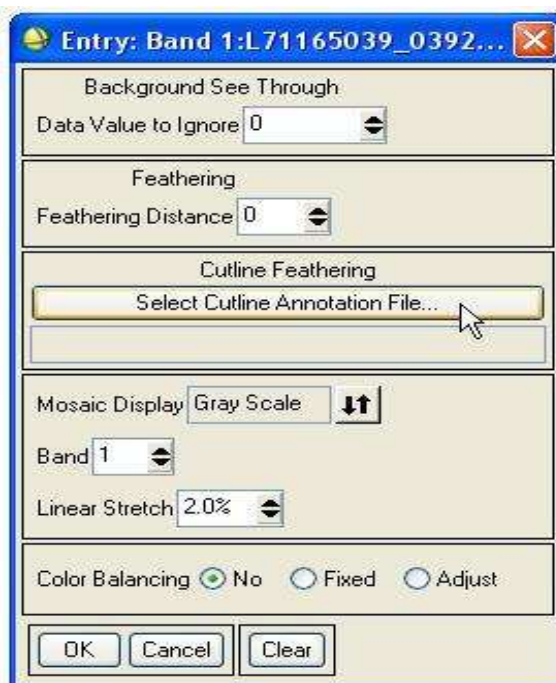 Entry: Band 1:L71165039_0392...
Background See Through
Data Value to Ignore 0
Feathering
Feathering Distance 0
Cutline Feathering
Select Cutline Annotation File...
Mosaic Display Gray Scale
Band 1
Linear Stretch 2.0%
Color Balancing No Fixed Adjust
OK Cancel Clear